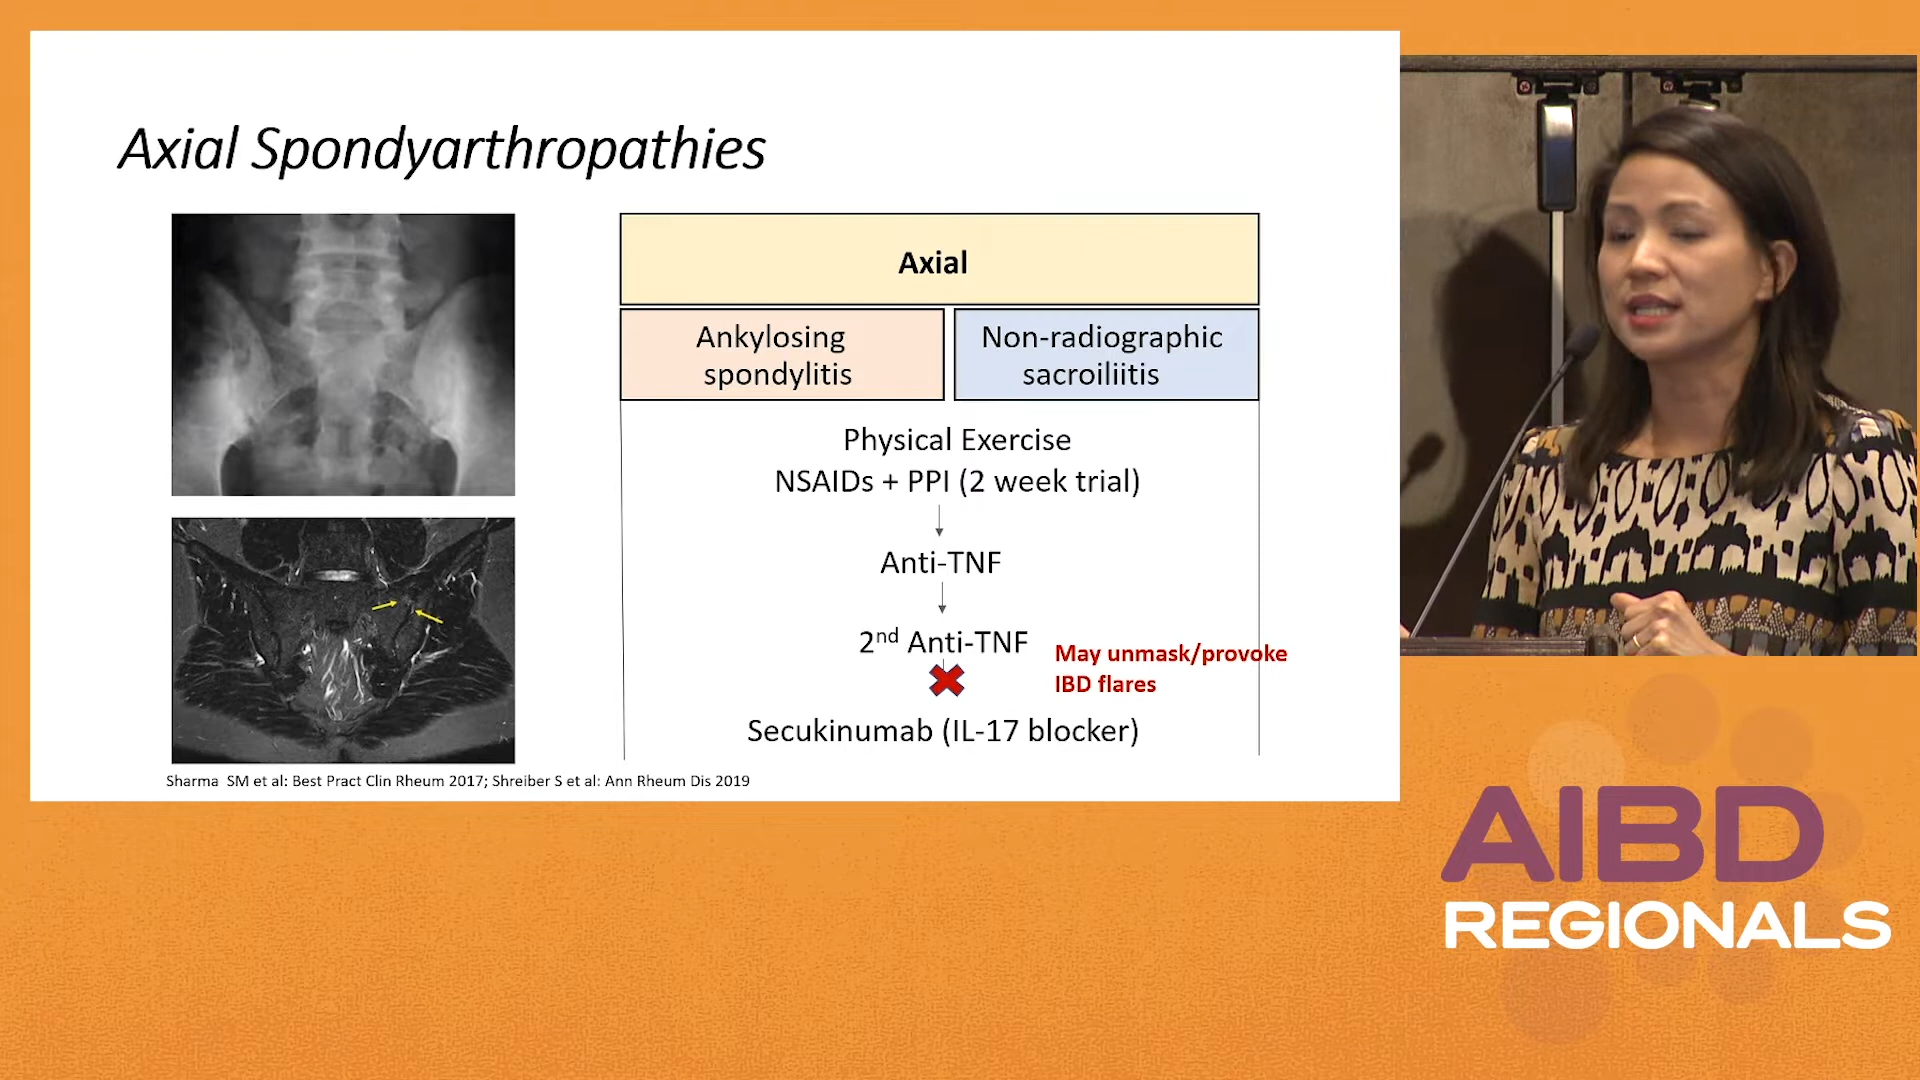 Axial Spondyarthropathies
Axial
Ankylosing
spondylitis
Non-radiographic
sacroiliitis
Physical Exercise
NSAIDs + PPI (2 week trial)
Anti-TNF
2nd Anti-TNF
May unmask/provoke
IBD flares
Secukinumab (IL-17 blocker)
Sharma SM et al: Best Pract Clin Rheum 2017; Shreiber S et al: Ann Rheum Dis 2019
AIBD
REGIONALS